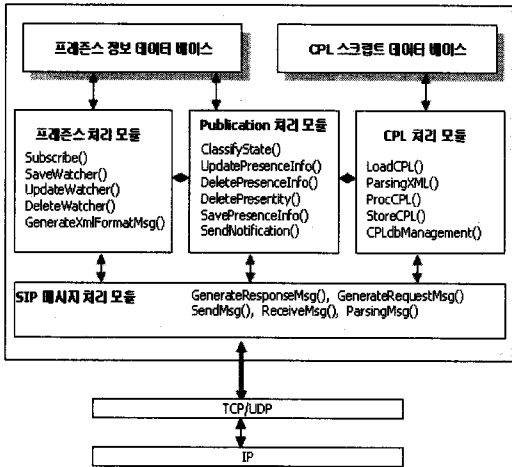 프레즌스 정보 데이터 베이스
CPL 스크립트 데이터 베이스
프레즌스 처리 모듈
Subscribe()
SaveWatcher()
UpdateWatcher()
DeleteWatcher()
GenerateXmlFormatMsg()
Publication 처리 모듈
ClassifyState()
UpdatePresenceInfo()
DeletePresenceInfo()
DeletePresentity()
SavePresenceInfo()
SendNotification()
CPL 처리 모듈
LoadCPL()
ParsingXML()
ProcCPL()
StoreCPL()
CPLdbManagement()
SIP 메시지 처리 모듈
GenerateResponseMsg(), GenerateRequestMsg()
SendMsg(), ReceiveMsg(), ParsingMsg()
TCP/UDP
IP